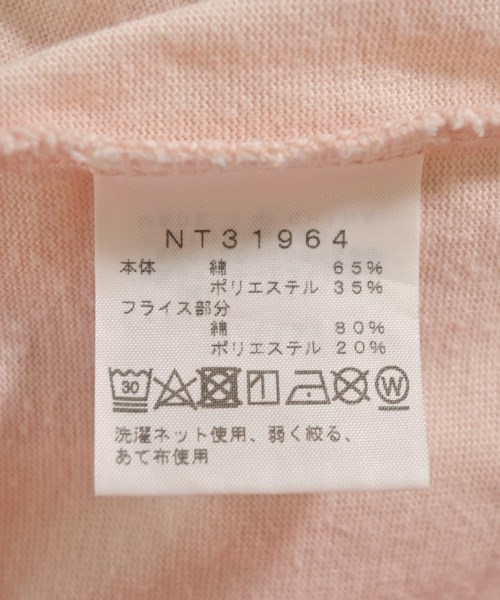 NT31964
本体 綿 65%
ポリエステル 35%
フライス部分
綿 80%
ポリエステル 20%
30 W
洗濯ネット使用、弱く絞る、
あて布使用